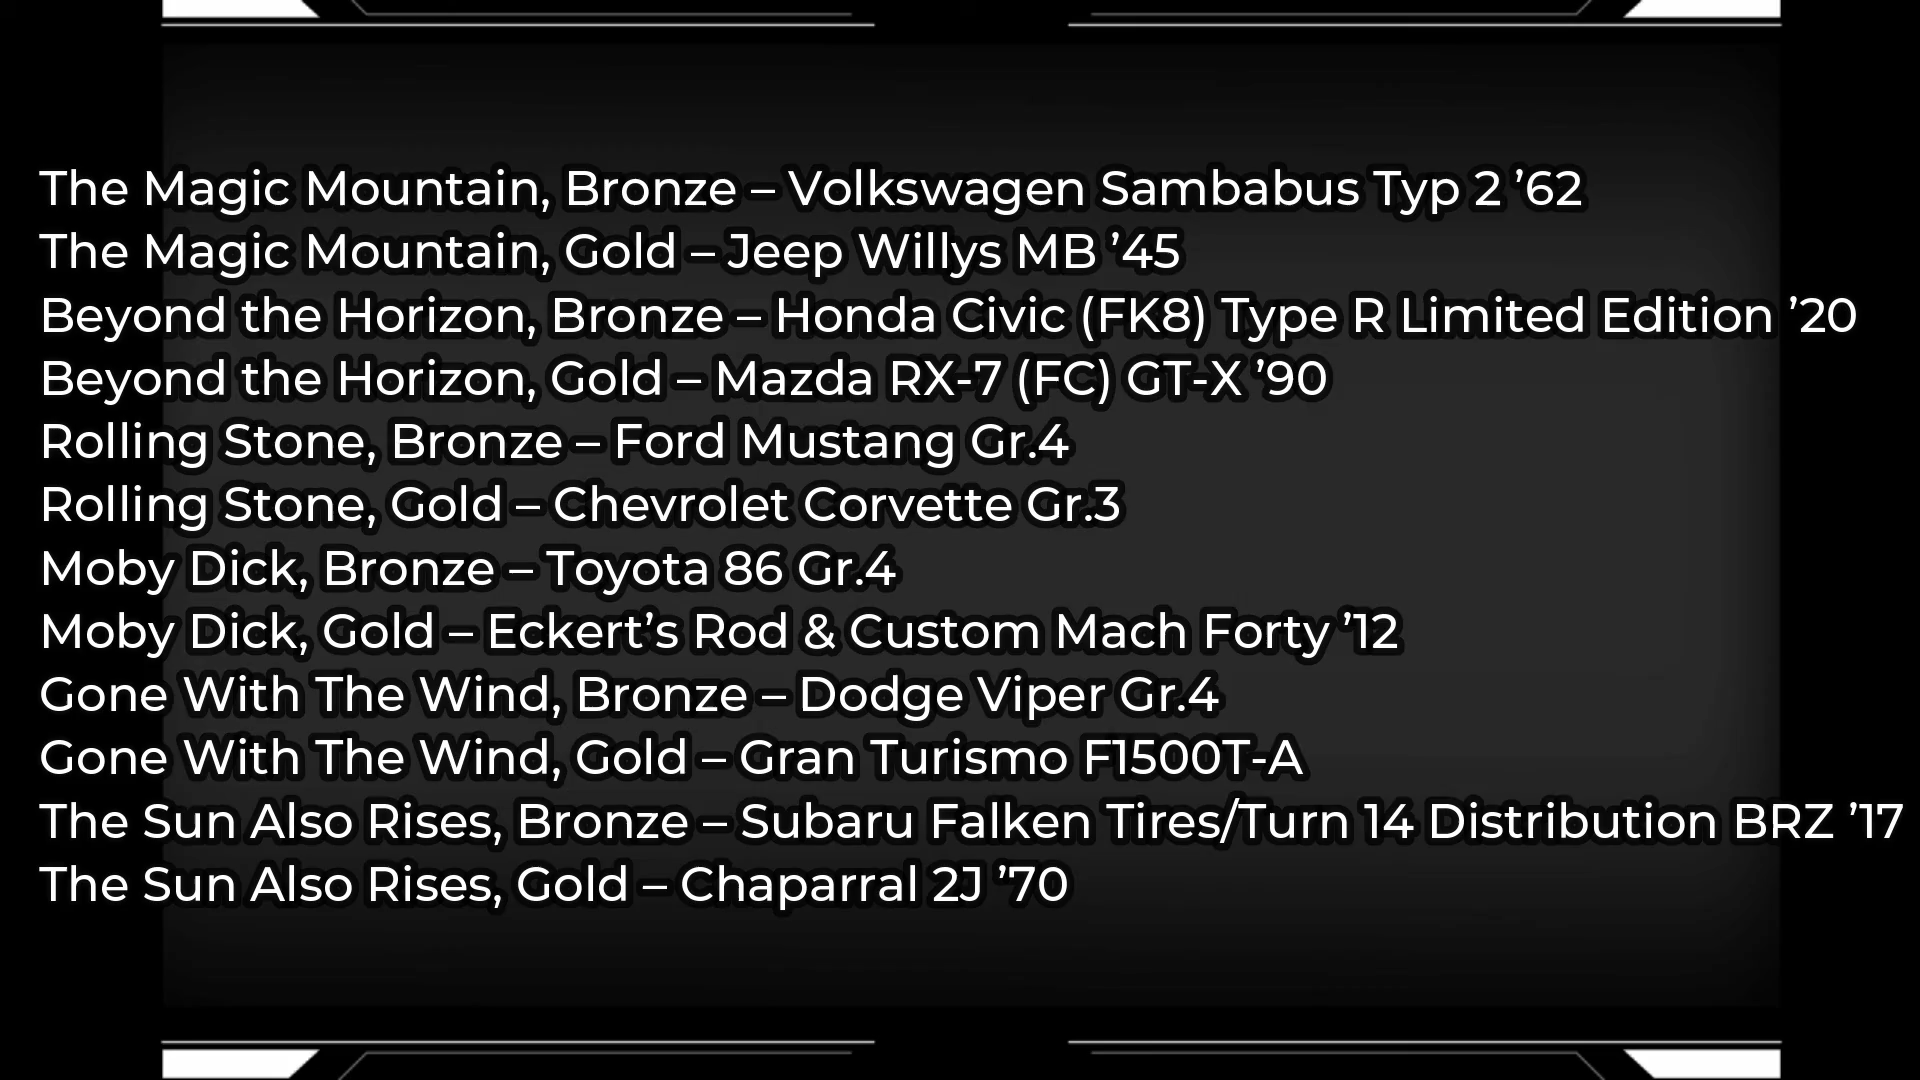 The Magic Mountain, Bronze – Volkswagen Sambabus Typ 2 ’62
The Magic Mountain, Gold – Jeep Willys MB ’45
Beyond the Horizon, Bronze – Honda Civic (FK8) Type R Limited Edition ’20
Beyond the Horizon, Gold – Mazda RX-7 (FC) GT-X ’90
Rolling Stone, Bronze – Ford Mustang Gr.4
Rolling Stone, Gold – Chevrolet Corvette Gr.3
Moby Dick, Bronze – Toyota 86 Gr.4
Moby Dick, Gold – Eckert’s Rod & Custom Mach Forty ’12
Gone With The Wind, Bronze – Dodge Viper Gr.4
Gone With The Wind, Gold – Gran Turismo F1500T-A
The Sun Also Rises, Bronze – Subaru Falken Tires/Turn 14 Distribution BRZ ’17
The Sun Also Rises, Gold – Chaparral 2J ’70